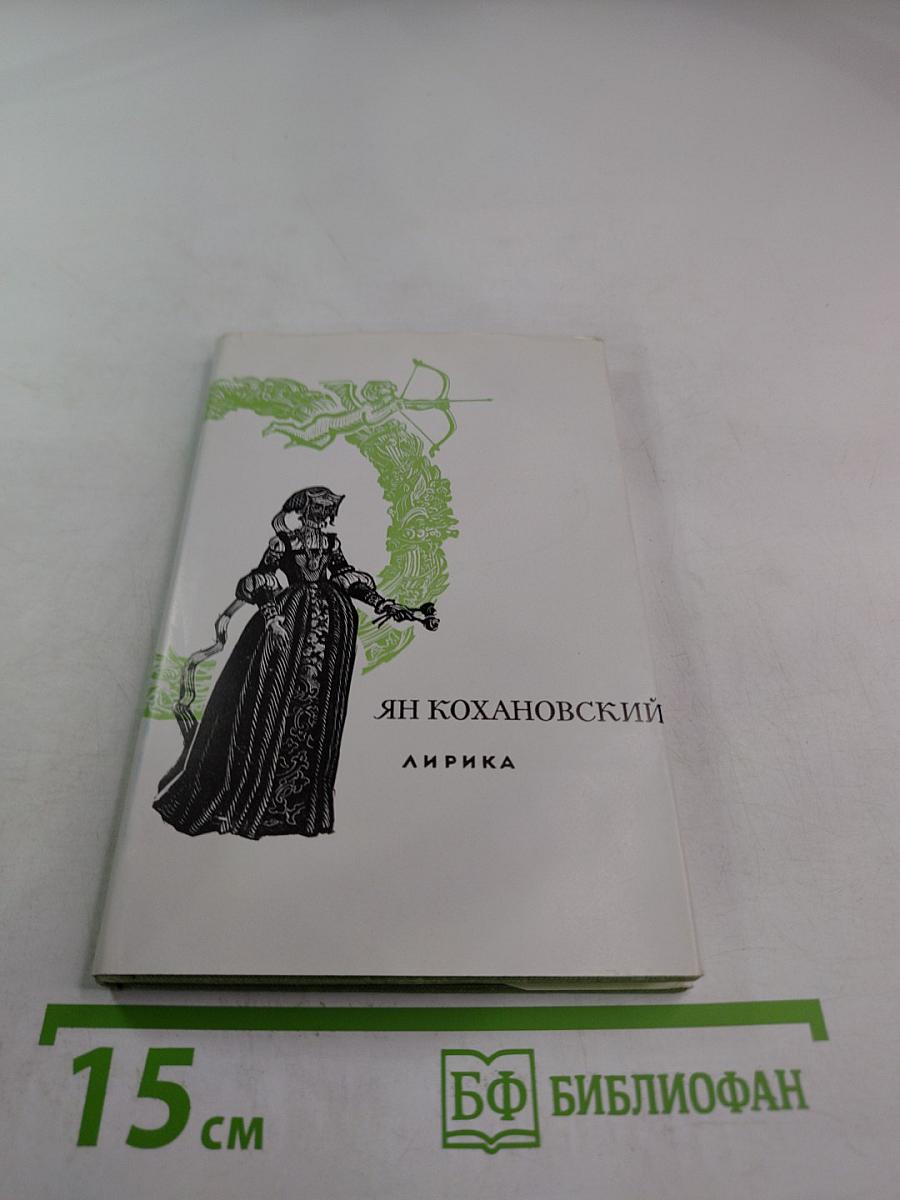 ЯН КОХАНОВСКИЙ
ЛИРИКА
15 см
БФ БИБЛИОФАН